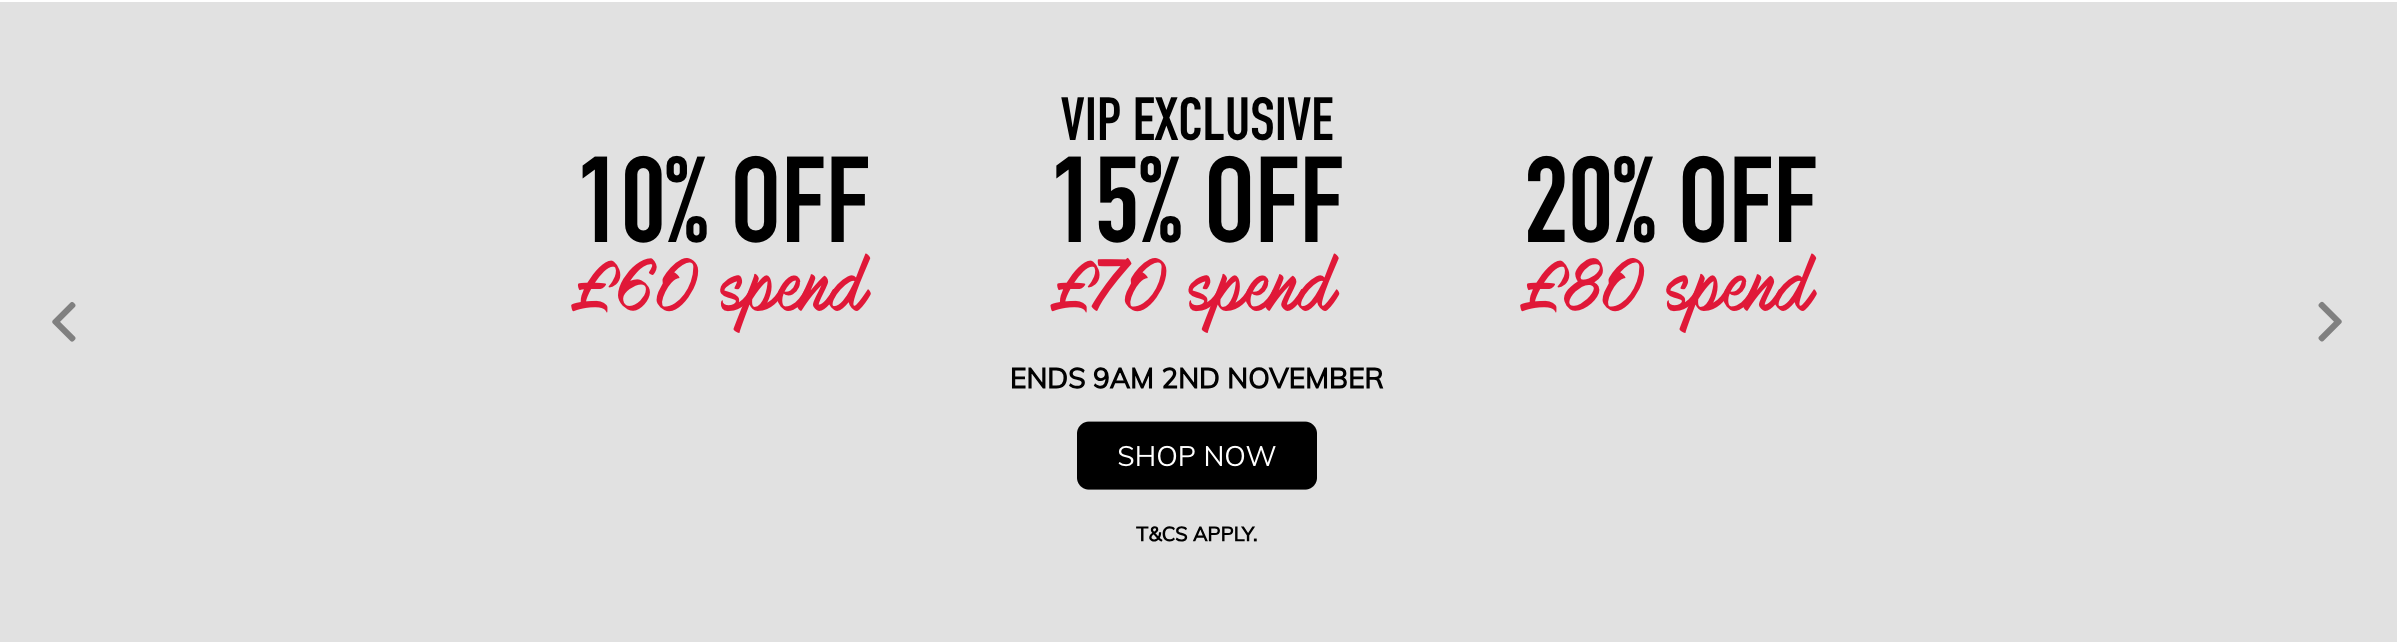 VIP EXCLUSIVE
10% OFF 15% OFF 20% OFF
£60 spend £70 spend £80 spend
ENDS 9AM 2ND NOVEMBER
SHOP NOW
T&CS APPLY.